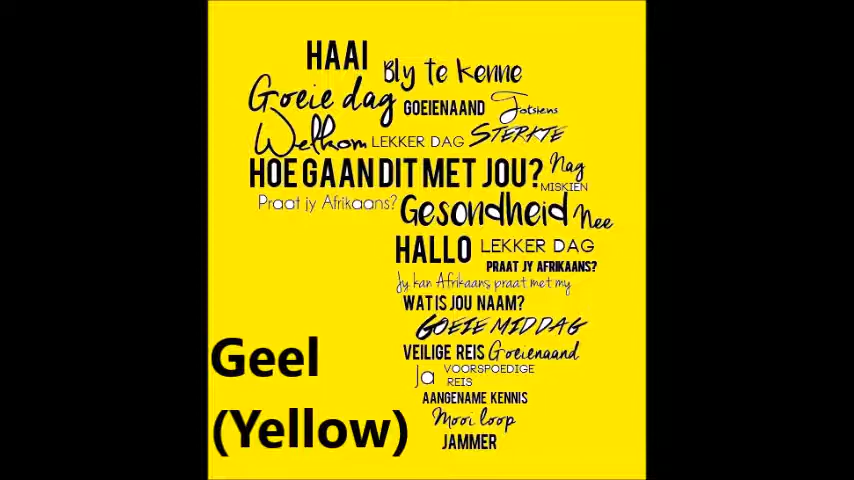 HAAI
Bly te kenne
Goeie dag
GOEIENAAND
Totsiens
Welkom
LEKKER DAG
STERKTE
HOE GAAN DIT MET JOU?
Nag
MISKIEN
Praat jy Afrikaans?
GESONDHEID
Nee
HALLO
LEKKER DAG
PRAAT JY AFRIKAANS?
Jy kan Afrikaans praat met my
WAT IS JOU NAAM?
GOEIE MIDDAG
VEILIGE REIS
Goeienaand
Ja
VOORSPOEDIGE
REIS
AANGENAME KENNIS
Mooi loop
JAMMER
Geel
(Yellow)